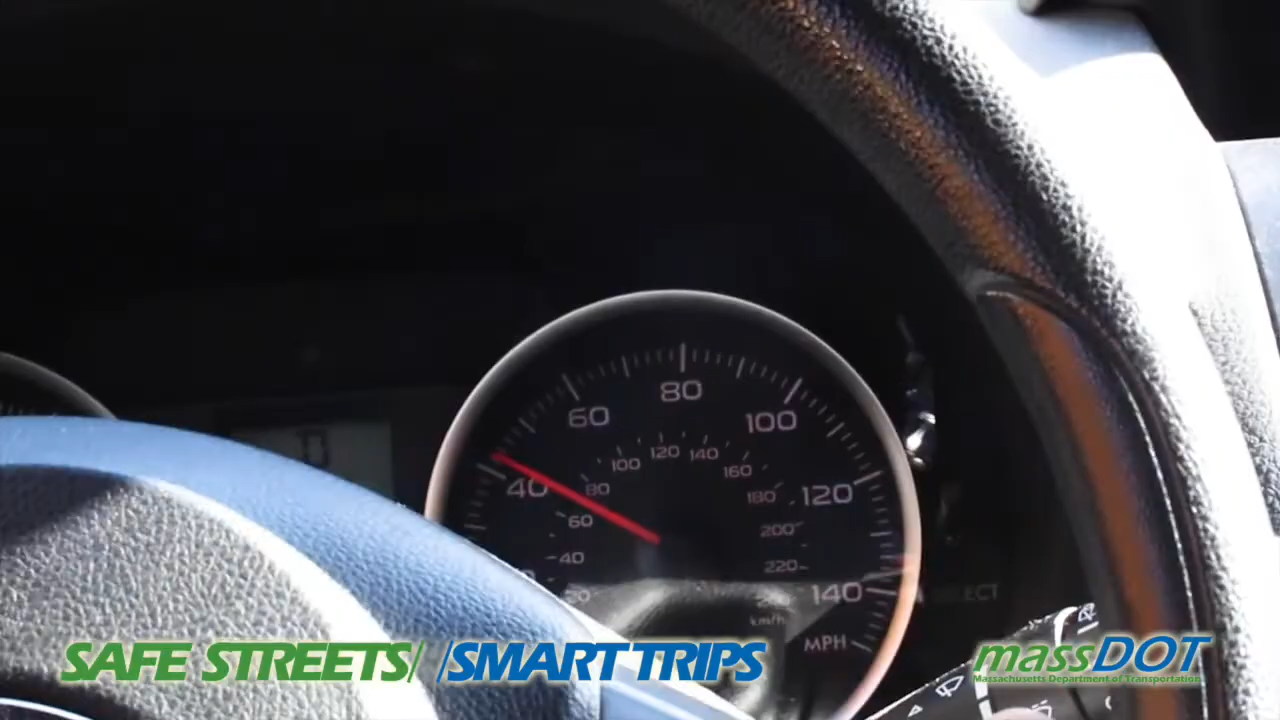 D
80
60
100
40
120
140
MPH
100
120
140
80
160
60
180
40
200
220
km/h
SAFE STREETS/ /SMART TRIPS
massDOT
Massachusetts Department of Transportation